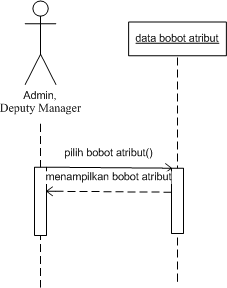 data bobot atribut
Admin,
Deputy Manager
pilih bobot atribut()
menampilkan bobot atribut